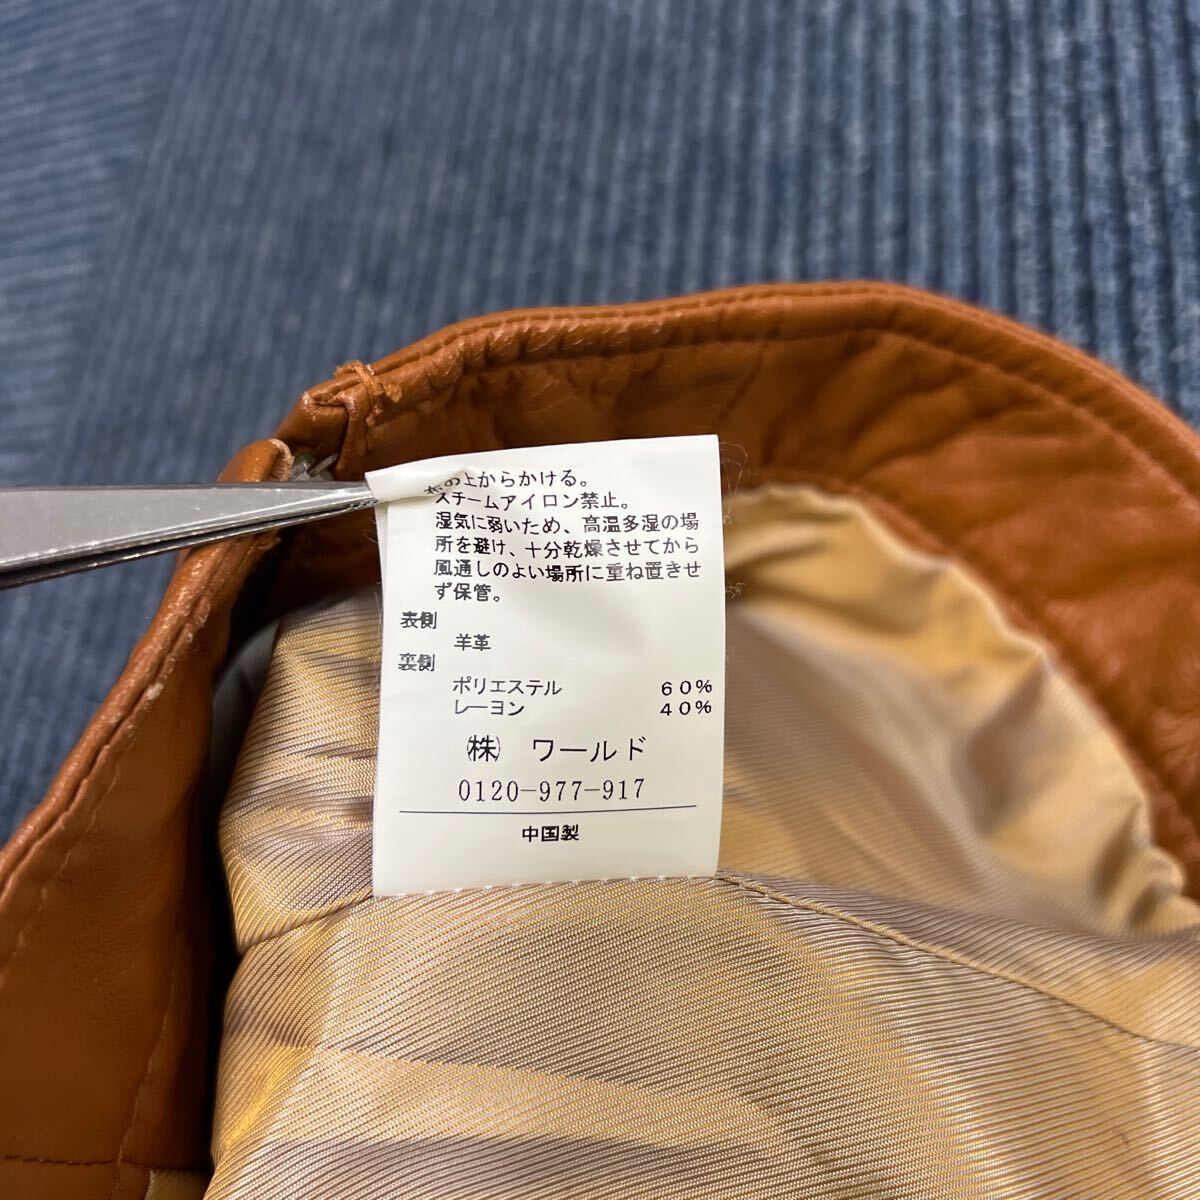 の上からかける。
スチームアイロン禁止。
湿気に弱いため、高温多湿の場
所を避け、十分乾燥させてから
風通しのよい場所に重ね置きせ
ず保管。
表側
羊革
裏側
ポリエステル 60%
レーヨン 40%
㈱ ワールド
0120-977-917
中国製